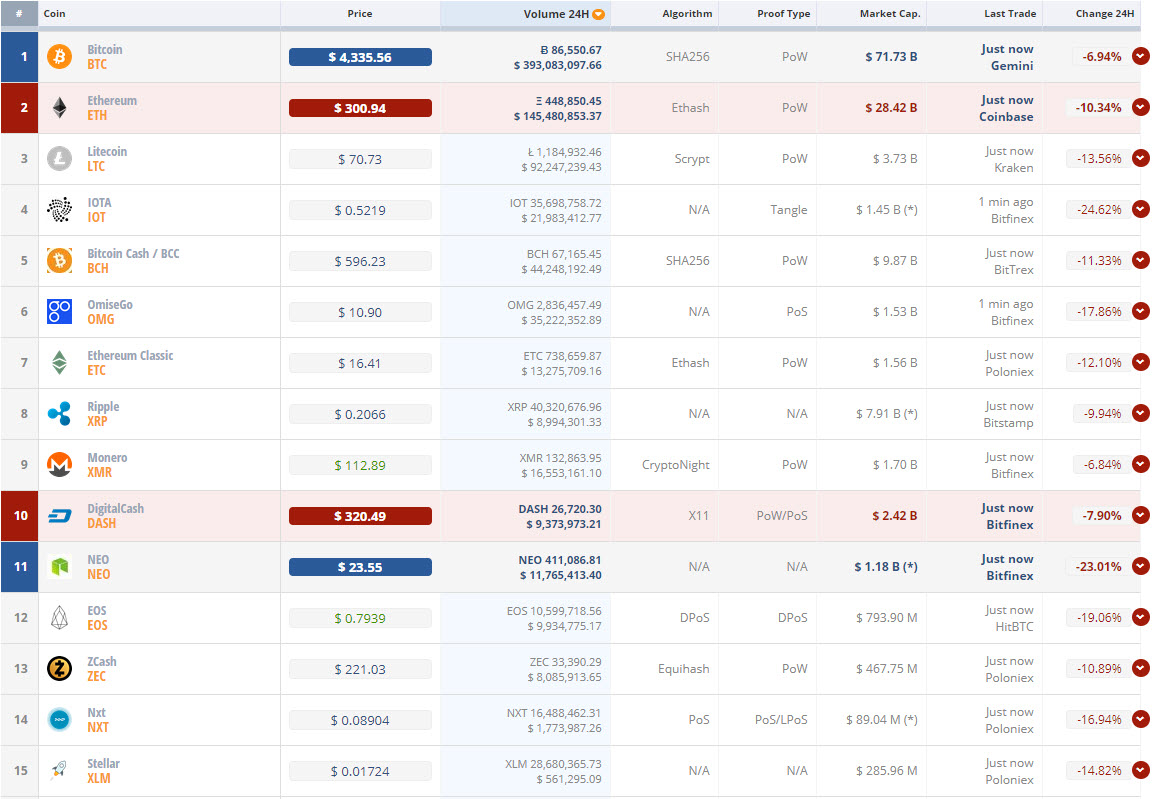 # Coin Price Volume 24H Algorithm Proof Type Market Cap. Last Trade Change 24H
1 Bitcoin BTC $ 4,335.56 Ƀ 86,550.67 $ 393,083,097.66 SHA256 PoW $ 71.73 B Just now Gemini -6.94%
2 Ethereum ETH $ 300.94 Ξ 448,850.45 $ 145,480,853.37 Ethash PoW $ 28.42 B Just now Coinbase -10.34%
3 Litecoin LTC $ 70.73 Ł 1,184,932.46 $ 92,247,239.43 Scrypt PoW $ 3.73 B Just now Kraken -13.56%
4 IOTA IOT $ 0.5219 IOT 35,698,758.72 $ 21,983,412.77 N/A Tangle $ 1.45 B (*) 1 min ago Bitfinex -24.62%
5 Bitcoin Cash / BCC BCH $ 596.23 BCH 67,165.45 $ 44,248,192.49 SHA256 PoW $ 9.87 B Just now BitTrex -11.33%
6 OmiseGo OMG $ 10.90 OMG 2,836,457.49 $ 35,222,352.89 N/A PoS $ 1.53 B 1 min ago Bitfinex -17.86%
7 Ethereum Classic ETC $ 16.41 ETC 738,659.87 $ 13,275,709.16 Ethash PoW $ 1.56 B Just now Poloniex -12.10%
8 Ripple XRP $ 0.2066 XRP 40,320,676.96 $ 8,994,301.33 N/A N/A $ 7.91 B (*) Just now Bitstamp -9.94%
9 Monero XMR $ 112.89 XMR 132,863.95 $ 16,553,161.10 CryptoNight PoW $ 1.70 B Just now Bitfinex -6.84%
10 DigitalCash DASH $ 320.49 DASH 26,720.30 $ 9,373,973.21 X11 PoW/PoS $ 2.42 B Just now Bitfinex -7.90%
11 NEO NEO $ 23.55 NEO 411,086.81 $ 11,765,413.40 N/A N/A $ 1.18 B (*) Just now Bitfinex -23.01%
12 EOS EOS $ 0.7939 EOS 10,599,718.56 $ 9,934,775.17 DPoS DPoS $ 793.90 M Just now HitBTC -19.06%
13 ZCash ZEC $ 221.03 ZEC 33,390.29 $ 8,085,913.65 Equihash PoW $ 467.75 M Just now Poloniex -10.89%
14 Nxt NXT $ 0.08904 NXT 16,488,462.31 $ 1,773,987.26 PoS PoS/LPoS $ 89.04 M (*) Just now Poloniex -16.94%
15 Stellar XLM $ 0.01724 XLM 28,680,365.73 $ 561,295.09 N/A N/A $ 285.96 M Just now Poloniex -14.82%